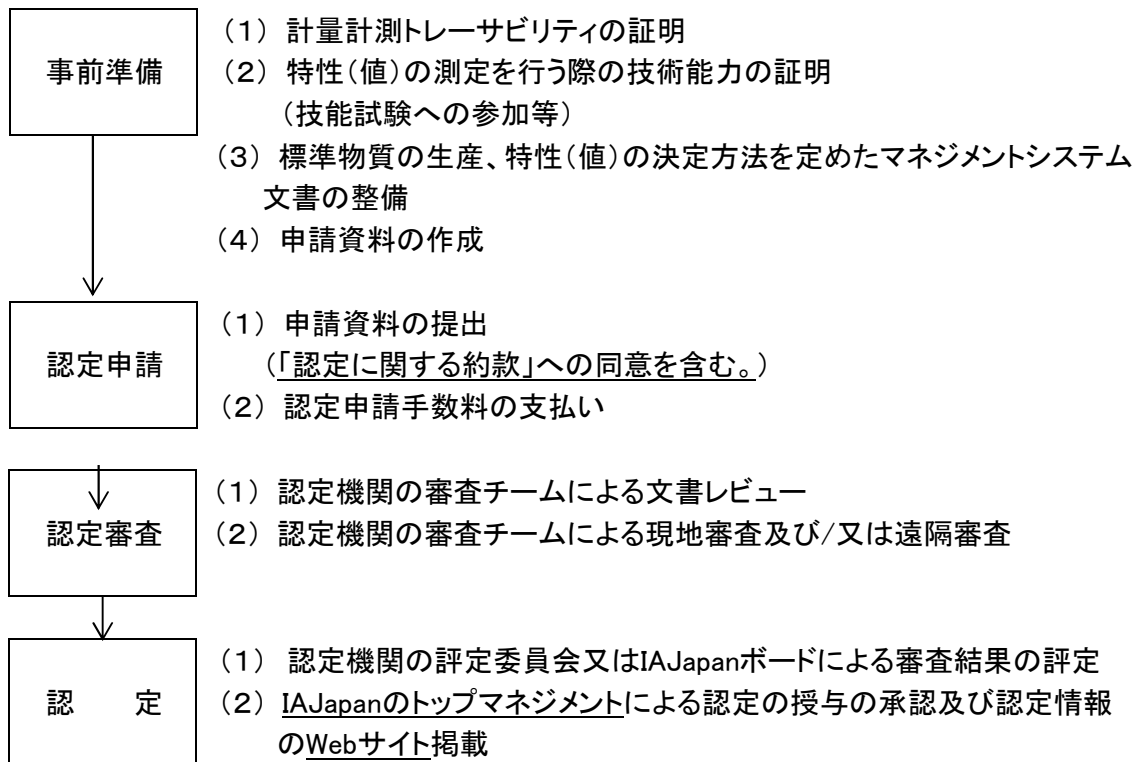 事前準備
(1) 計量計測トレーサビリティの証明
(2) 特性(値)の測定を行う際の技術能力の証明
(技能試験への参加等)
(3) 標準物質の生産、特性(値)の決定方法を定めたマネジメントシステム
文書の整備
(4) 申請資料の作成
認定申請
(1) 申請資料の提出
(「認定に関する約款」への同意を含む。)
(2) 認定申請手数料の支払い
認定審査
(1) 認定機関の審査チームによる文書レビュー
(2) 認定機関の審査チームによる現地審査及び/又は遠隔審査
認　定
(1) 認定機関の評定委員会又はIAJapanボードによる審査結果の評定
(2) IAJapanのトップマネジメントによる認定の授与の承認及び認定情報
のWebサイト掲載